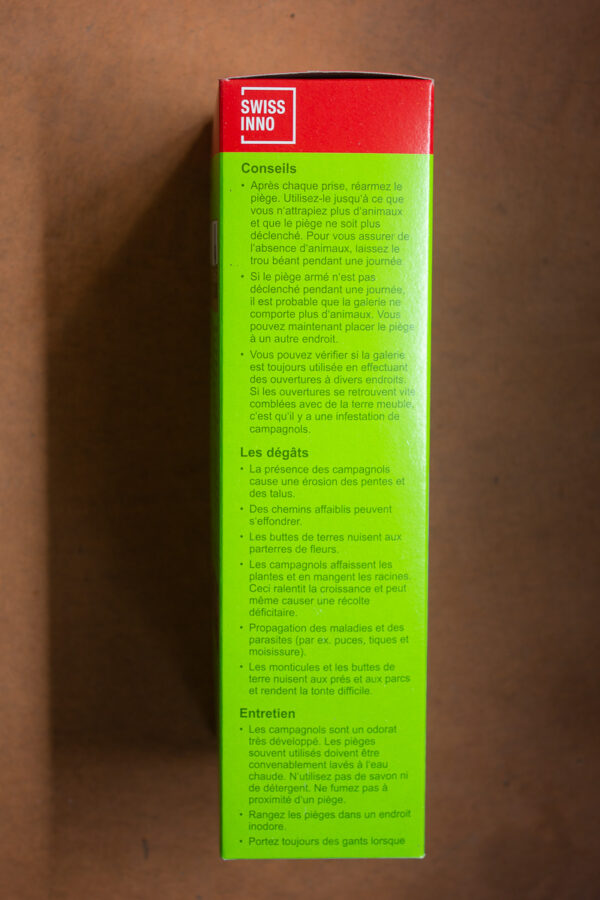 SWISS
INNO
Conseils
• Après chaque prise, réarmez le
piège. Utilisez-le jusqu'à ce que
vous n'attrapiez plus d'animaux
et que le piège ne soit plus
déclenché. Pour vous assurer de
l'absence d'animaux, laissez le
trou béant pendant une journée
• Si le piège armé n'est pas
déclenché pendant une journée,
il est probable que la galerie ne
comporte plus d'animaux. Vous
pouvez maintenant placer le piège
à un autre endroit.
• Vous pouvez vérifier si la galerie
est toujours utilisée en effectuant
des ouvertures à divers endroits.
Si les ouvertures se retrouvent vite
comblées avec de la terre meuble,
c'est qu'il y a une infestation de
campagnols.
Les dégâts
• La présence des campagnols
cause une érosion des pentes et
des talus.
• Des chemins affaiblis peuvent
s'effondrer.
• Les buttes de terres nuisent aux
parterres de fleurs.
• Les campagnols affaissent les
plantes et en mangent les racines.
Ceci ralentit la croissance et peut
même causer une récolte
déficitaire.
• Propagation des maladies et des
parasites (par ex. puces, tiques et
moisissure).
• Les monticules et les buttes de
terre nuisent aux prés et aux parcs
et rendent la tonte difficile.
Entretien
• Les campagnols sont un odorat
très développé. Les pièges
souvent utilisés doivent être
convenablement lavés à l'eau
chaude. N'utilisez pas de savon ni
de détergent. Ne fumez pas à
proximité d'un piège.
• Rangez les pièges dans un endroit
inodore.
• Portez toujours des gants lorsque